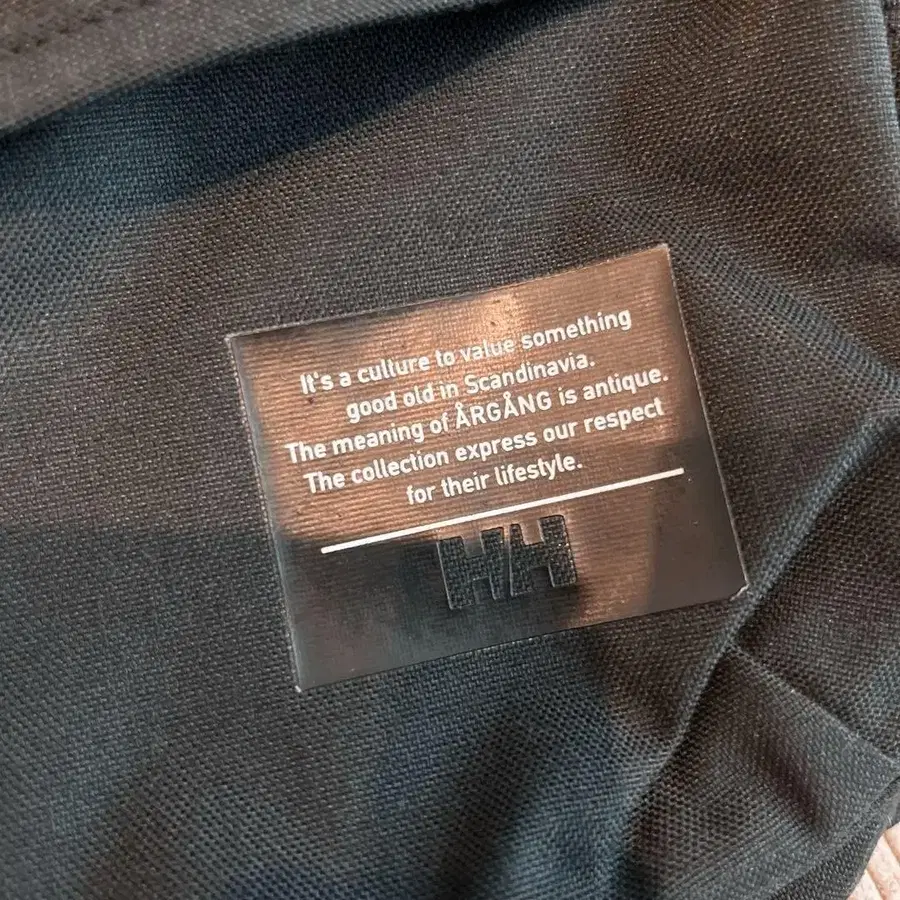 It's a culture to value something
good old in Scandinavia.
The meaning of ÅRGÅNG is antique.
The collection express our respect
for their lifestyle.
HH